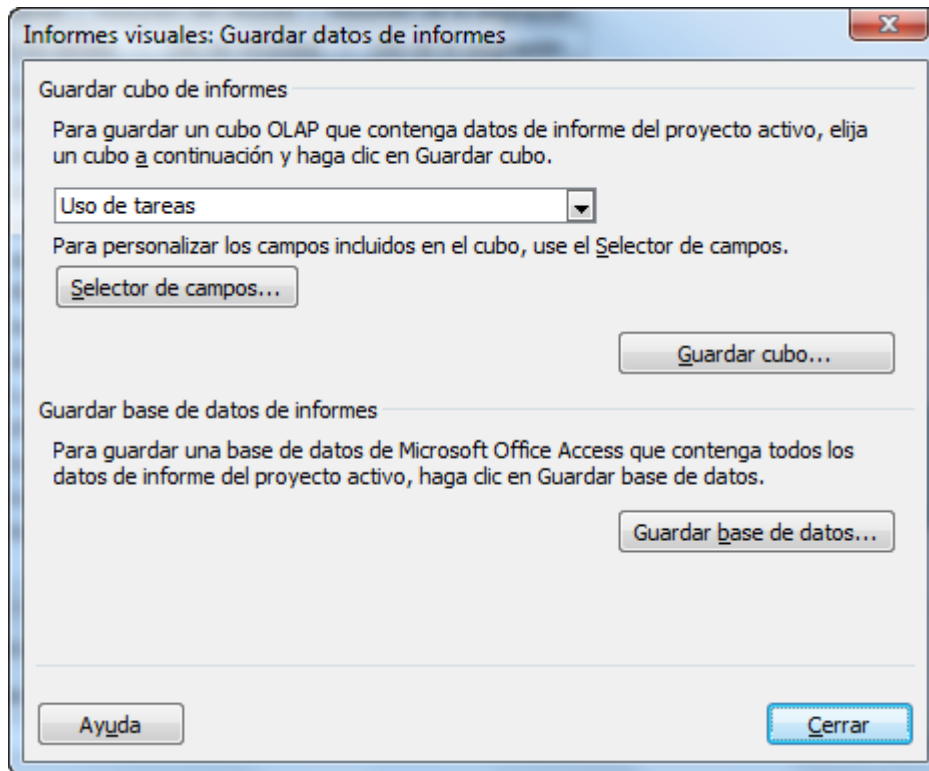 Informes visuales: Guardar datos de informes
Guardar cubo de informes
Para guardar un cubo OLAP que contenga datos de informe del proyecto activo, elija
un cubo a continuación y haga clic en Guardar cubo.
Uso de tareas
Para personalizar los campos incluidos en el cubo, use el Selector de campos.
Selector de campos...
Guardar cubo...
Guardar base de datos de informes
Para guardar una base de datos de Microsoft Office Access que contenga todos los
datos de informe del proyecto activo, haga clic en Guardar base de datos.
Guardar base de datos...
Ayuda
Cerrar